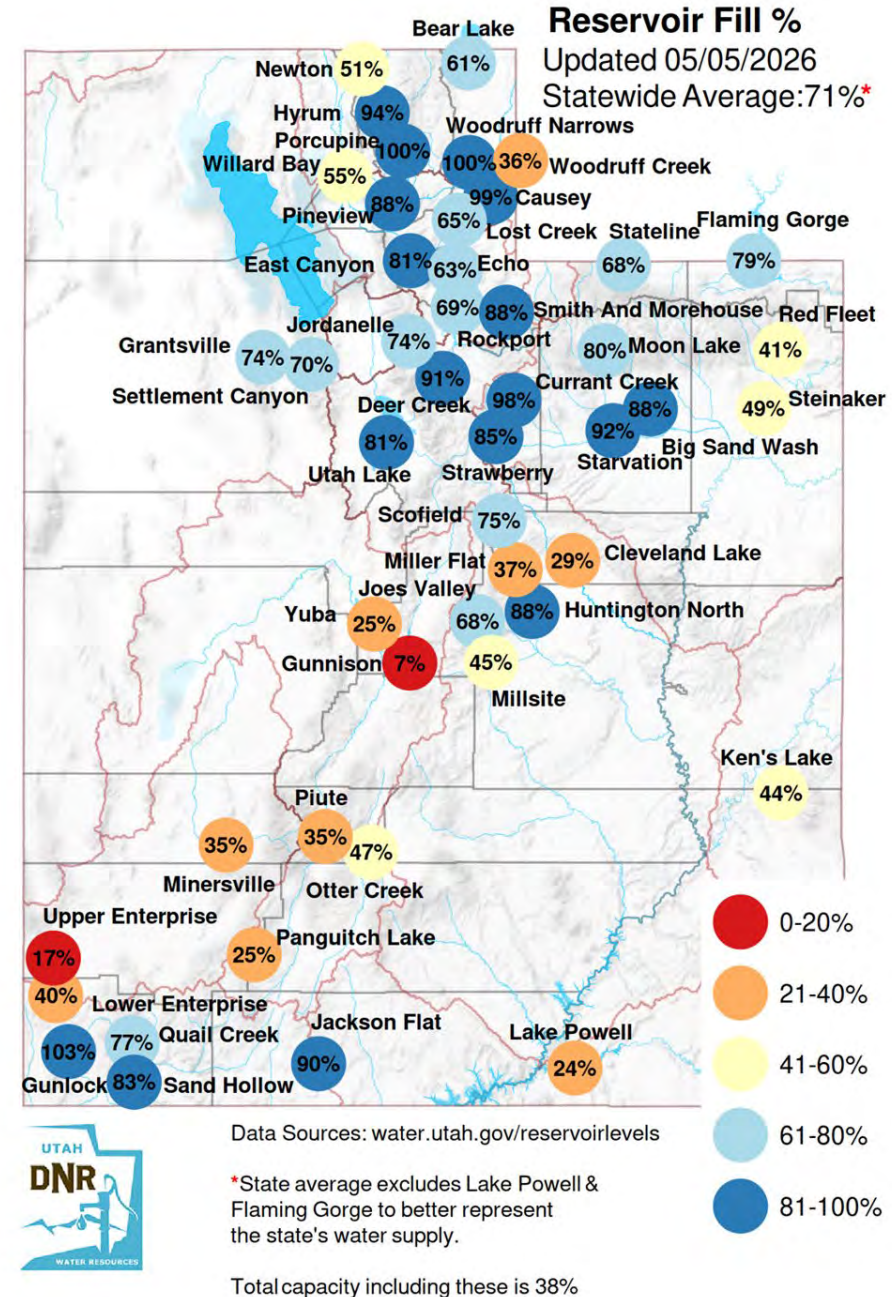 Reservoir Fill %
Updated 05/05/2026
Statewide Average:71%*
Bear Lake
61%
Newton 51%
Hyrum 94%
Porcupine 100%
Woodruff Narrows
100%
36% Woodruff Creek
Willard Bay
55%
99% Causey
Pineview 88%
65%
Lost Creek
Stateline
68%
Flaming Gorge
79%
East Canyon 81%
63% Echo
69%
Rockport
88% Smith And Morehouse
Red Fleet
41%
Jordanelle
74%
Grantsville
74%
70%
Settlement Canyon
80% Moon Lake
91%
Deer Creek
Currant Creek
98%
88%
Big Sand Wash
49% Steinaker
92%
Starvation
81%
Utah Lake
85%
Strawberry
Scofield 75%
Miller Flat 37%
29% Cleveland Lake
Joes Valley
68%
88% Huntington North
Yuba 25%
Gunnison 7%
45%
Millsite
Ken's Lake
44%
Piute
35%
35%
Minersville
47%
Otter Creek
Upper Enterprise
17%
25% Panguitch Lake
40%
Lower Enterprise
103%
Gunlock
77% Quail Creek
83% Sand Hollow
Jackson Flat
90%
Lake Powell
24%
0-20%
21-40%
41-60%
61-80%
81-100%
UTAH
DNR
WATER RESOURCES
Data Sources: water.utah.gov/reservoirlevels
*State average excludes Lake Powell &
Flaming Gorge to better represent
the state's water supply.
Total capacity including these is 38%